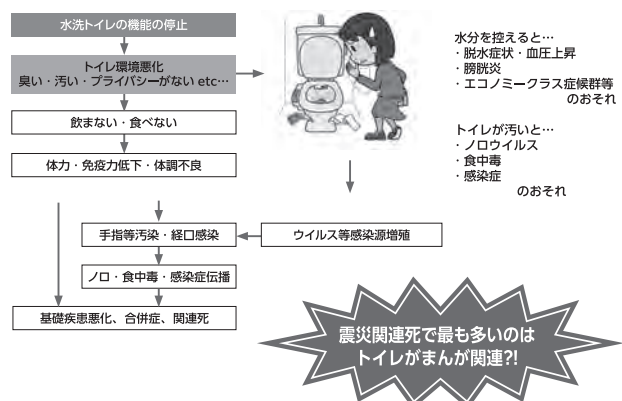 水洗トイレの機能の停止
トイレ環境悪化
臭い・汚い・プライバシーがない etc…
飲まない・食べない
体力・免疫力低下・体調不良
手指等汚染・経口感染
ウイルス等感染源増殖
ノロ・食中毒・感染症伝播
基礎疾患悪化、合併症、関連死
水分を控えると…
・脱水症状・血圧上昇
・膀胱炎
・エコノミークラス症候群等
のおそれ
トイレが汚いと…
・ノロウイルス
・食中毒
・感染症
のおそれ
震災関連死で最も多いのは
トイレがまんが関連?!